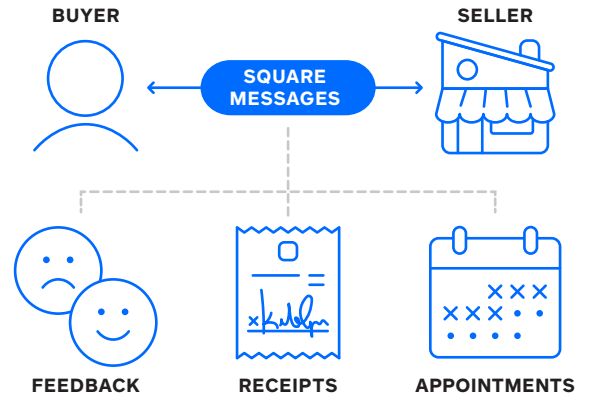 BUYER
SELLER
SQUARE
MESSAGES
FEEDBACK
RECEIPTS
APPOINTMENTS